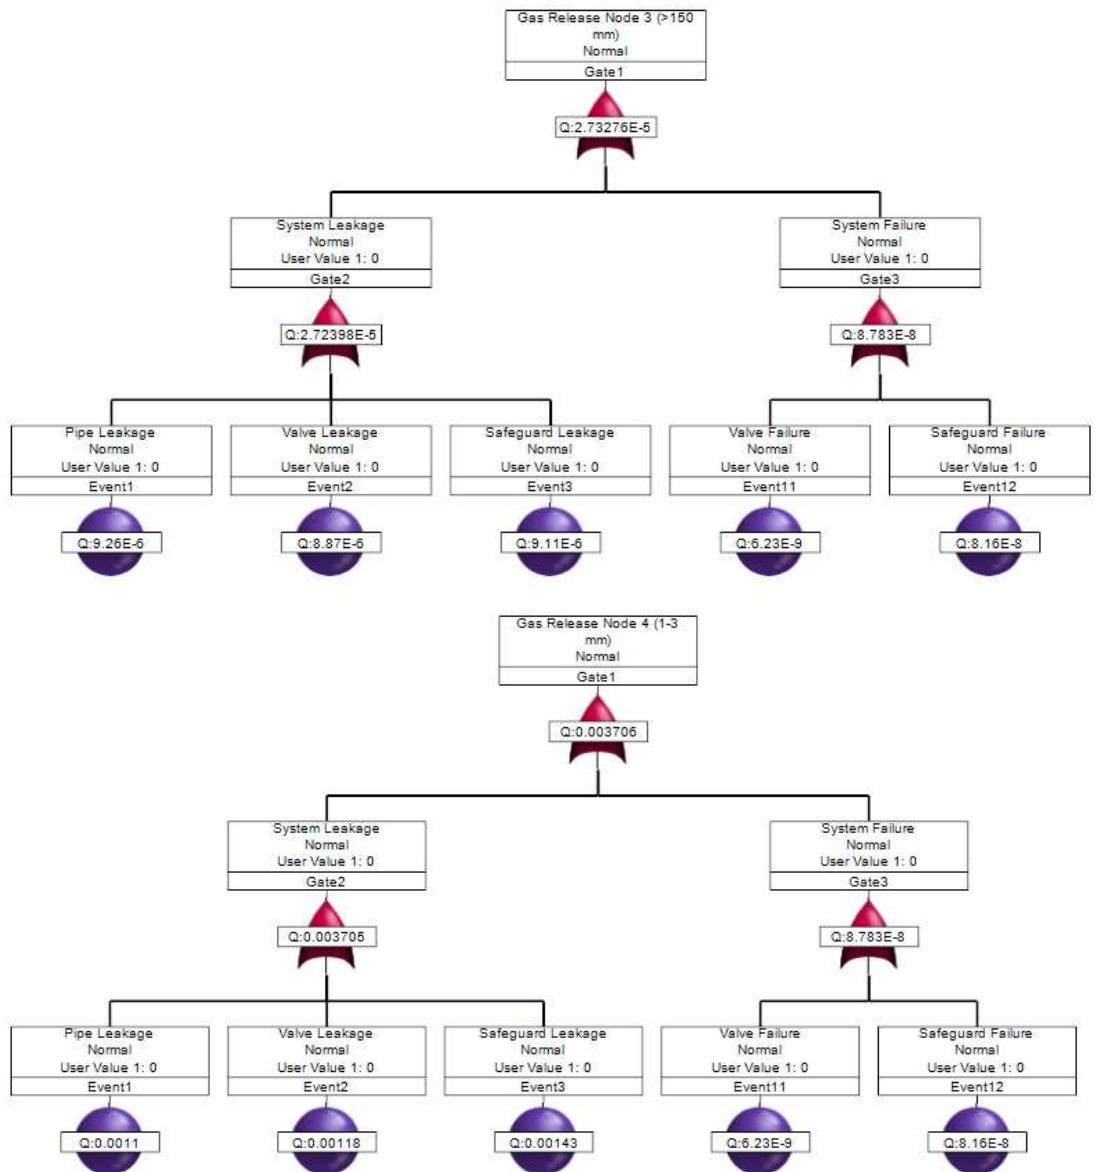 Gas Release Node 3 (>150
mm)
Normal
Gate1
Q:2.73276E-5
System Leakage
Normal
User Value 1: 0
Gate2
Q:2.72398E-5
System Failure
Normal
User Value 1: 0
Gate3
Q:8.783E-8
Pipe Leakage
Normal
User Value 1: 0
Event1
Q:9.26E-6
Valve Leakage
Normal
User Value 1: 0
Event2
Q:8.87E-6
Safeguard Leakage
Normal
User Value 1: 0
Event3
Q:9.11E-6
Valve Failure
Normal
User Value 1: 0
Event11
Q:6.23E-9
Safeguard Failure
Normal
User Value 1: 0
Event12
Q:8.16E-8
Gas Release Node 4 (1-3
mm)
Normal
Gate1
Q:0.003706
System Leakage
Normal
User Value 1: 0
Gate2
Q:0.003705
System Failure
Normal
User Value 1: 0
Gate3
Q:8.783E-8
Pipe Leakage
Normal
User Value 1: 0
Event1
Q:0.0011
Valve Leakage
Normal
User Value 1: 0
Event2
Q:0.00118
Safeguard Leakage
Normal
User Value 1: 0
Event3
Q:0.00143
Valve Failure
Normal
User Value 1: 0
Event11
Q:6.23E-9
Safeguard Failure
Normal
User Value 1: 0
Event12
Q:8.16E-8